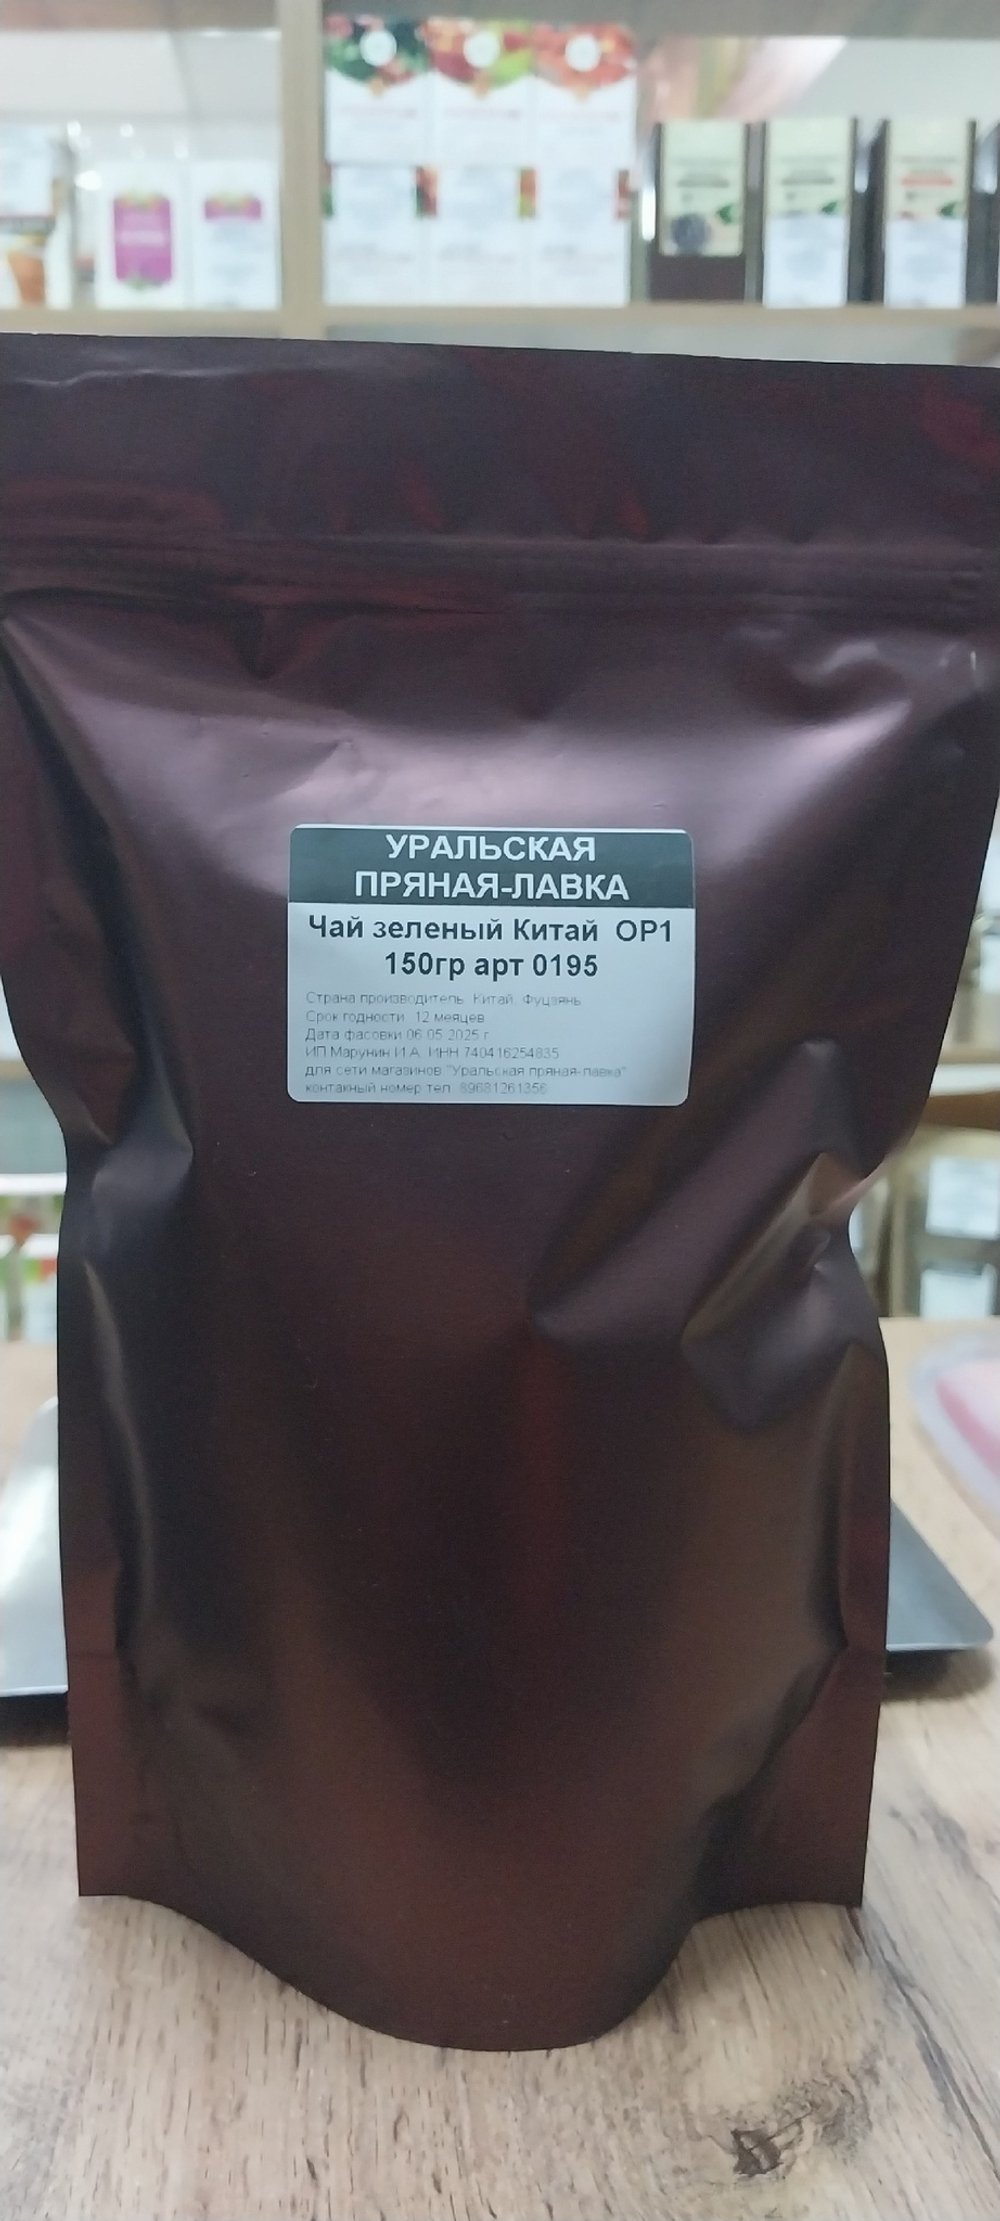 УРАЛЬСКАЯ
ПРЯНАЯ-ЛАВКА
Чай зеленый Китай ОР1
150гр арт 0195
Страна производитель Китай. Фуцзянь
Срок годности 12 меяцев
Дата фасовки 06.05.2025 г
ИП Марунин И.А. ИНН 740416254835
для сети магазинов "Уральская пряная-лавка"
контакный номер тел. 89681261356